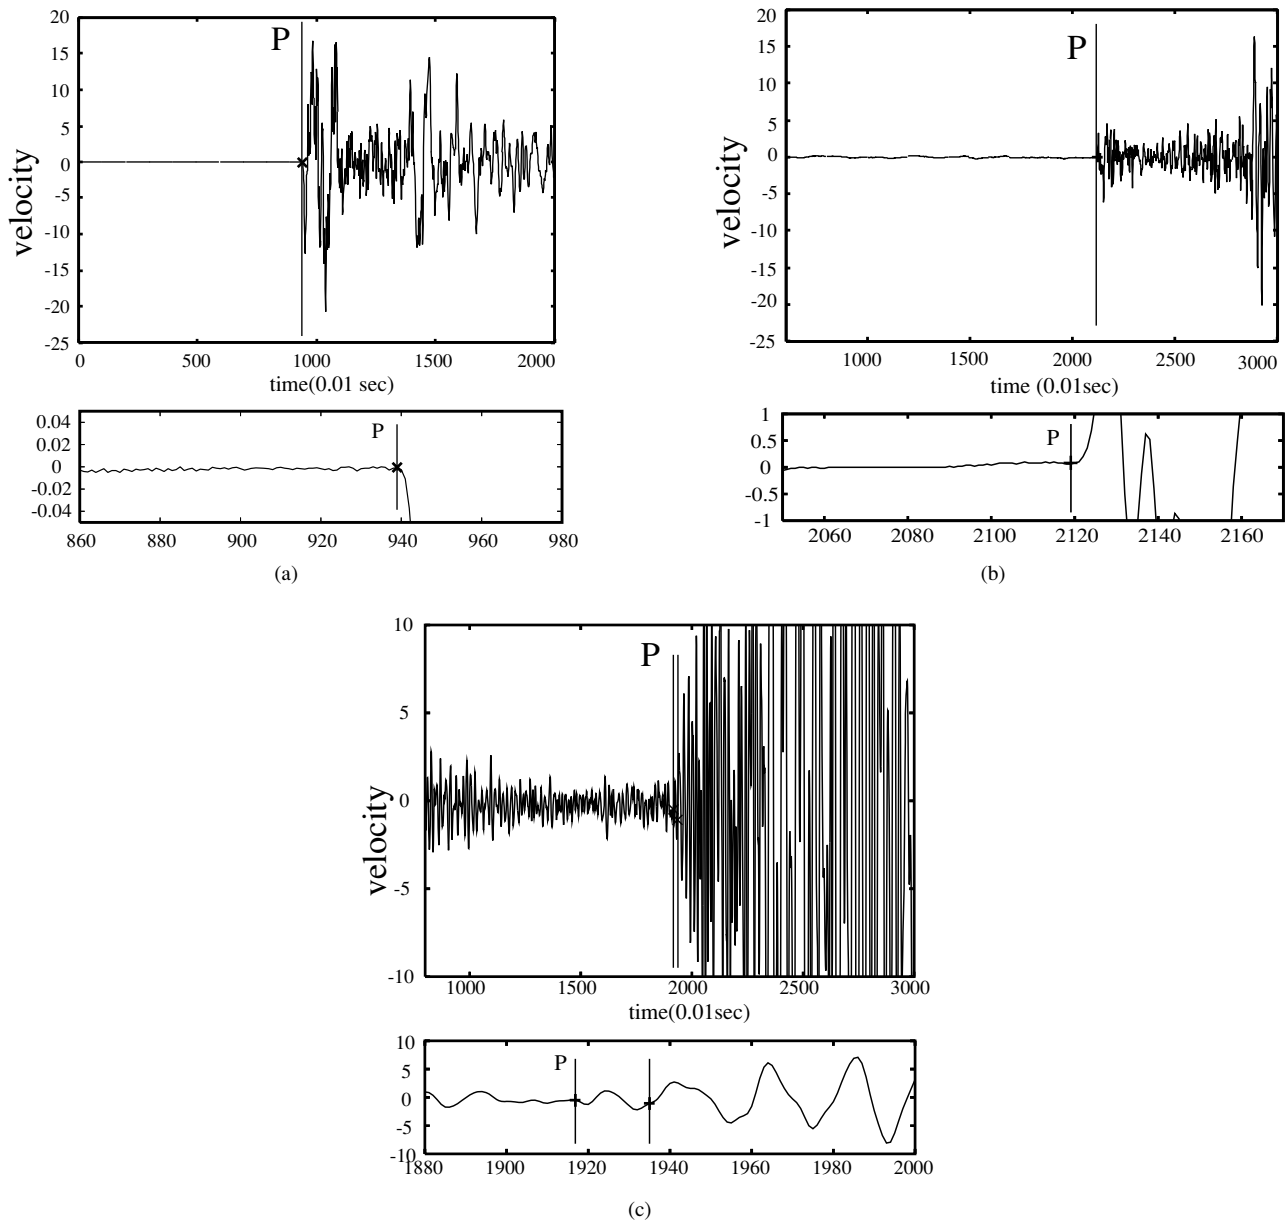 20
15
10
5
0
-5
-10
-15
-20
-25
velocity
P
0 500 1000 1500 2000
time(0.01 sec)
0.04
0.02
0
-0.02
-0.04
P
860 880 900 920 940 960 980
(a)
20
15
10
5
0
-5
-10
-15
-20
-25
velocity
P
1000 1500 2000 2500 3000
time (0.01sec)
1
0.5
0
-0.5
-1
P
2060 2080 2100 2120 2140 2160
(b)
10
5
0
-5
-10
velocity
P
1000 1500 2000 2500 3000
time(0.01sec)
10
5
0
-5
-10
P
1880 1900 1920 1940 1960 1980 2000
(c)